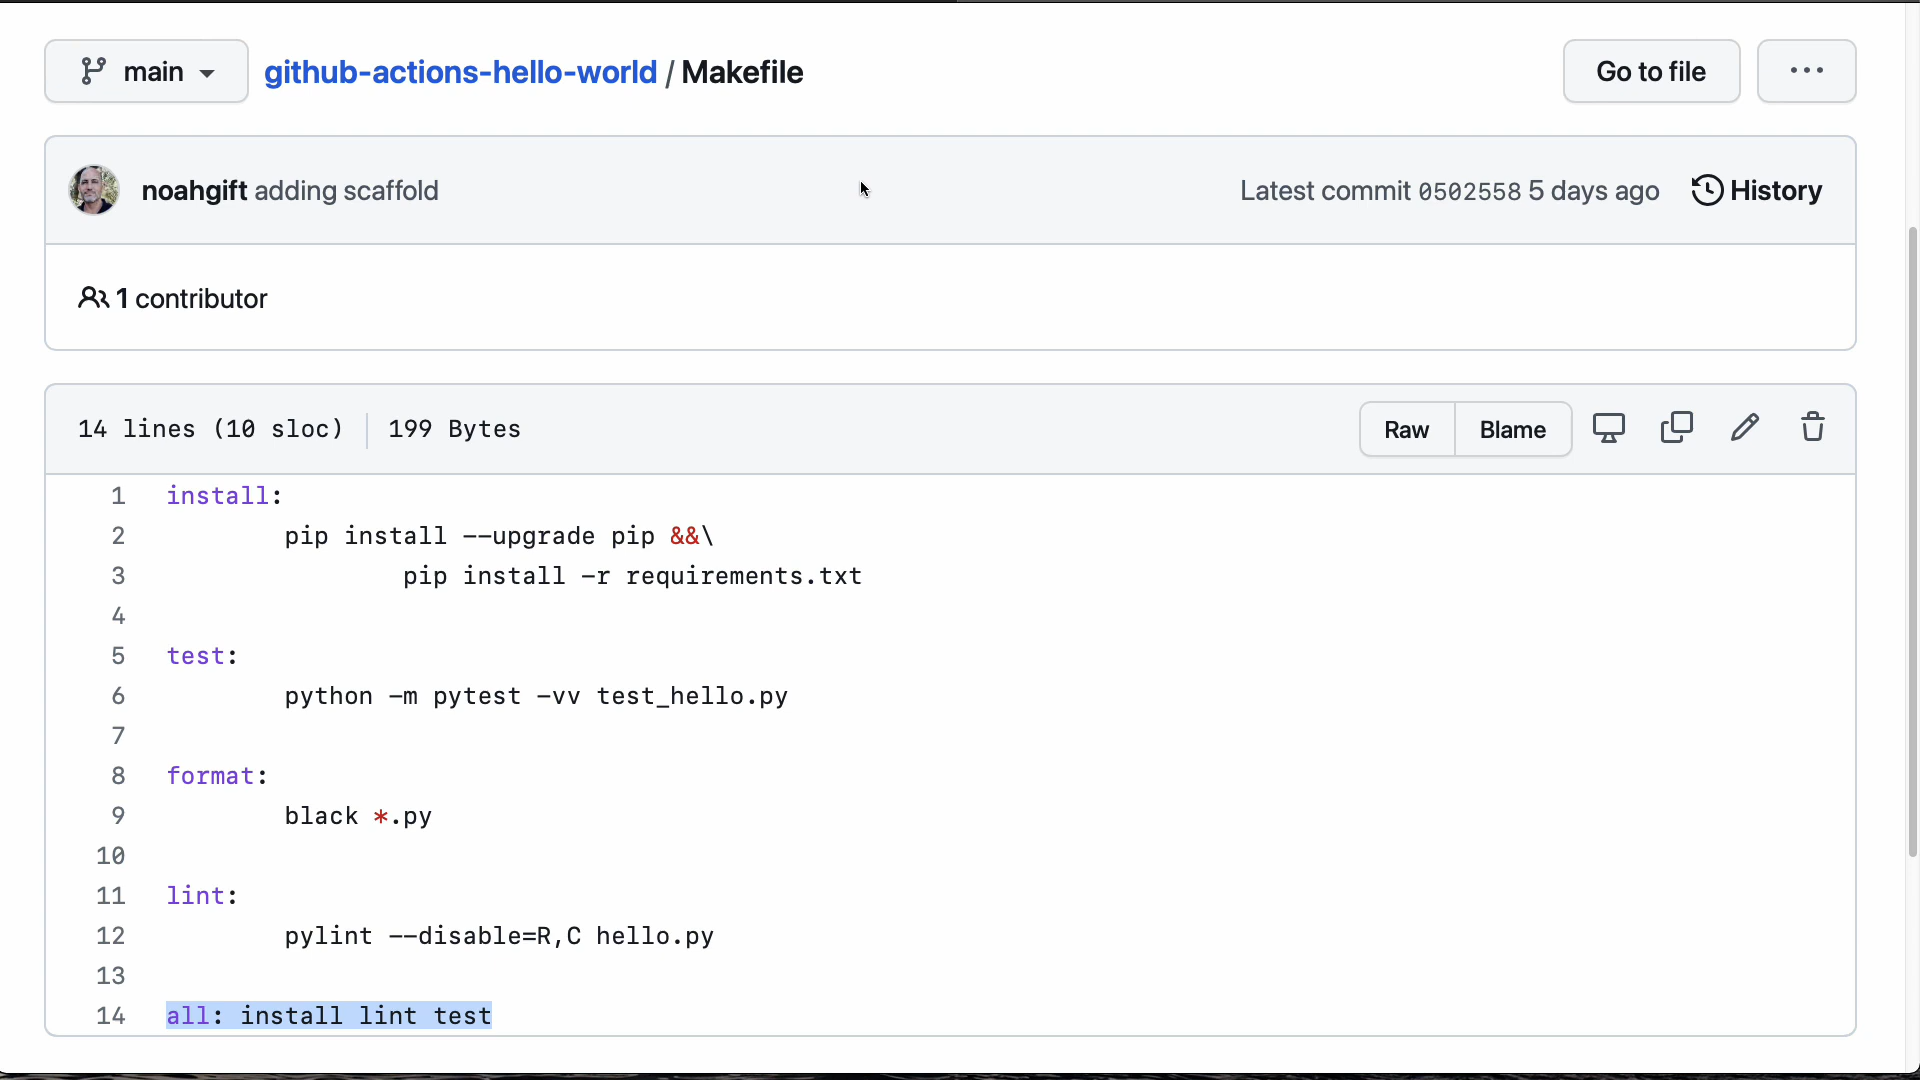 main
github-actions-hello-world / Makefile
Go to file
···
noahgift adding scaffold
Latest commit 0502558 5 days ago
History
1 contributor
14 lines (10 sloc) | 199 Bytes
Raw
Blame
1 install:
2 pip install --upgrade pip &&\
3 pip install -r requirements.txt
4
5 test:
6 python -m pytest -vv test_hello.py
7
8 format:
9 black *.py
10
11 lint:
12 pylint --disable=R,C hello.py
13
14 all: install lint test